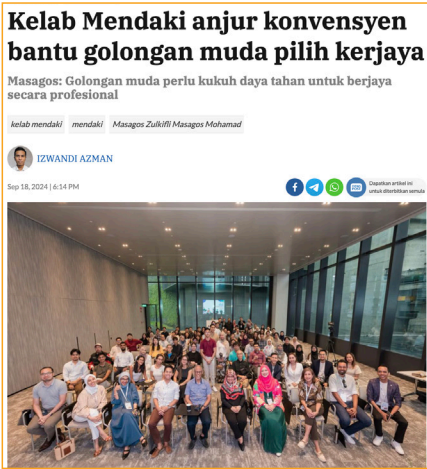 Kelab Mendaki anjur konvensyen
bantu golongan muda pilih kerjaya
Masagos: Golongan muda perlu kukuh daya tahan untuk berjaya
secara profesional
kelab mendaki mendaki Masagos Zulkifli Masagos Mohamad
IZWANDI AZMAN
Sep 18, 2024 | 6:14 PM
Dapatkan artikel ini
untuk diterbitkan semula